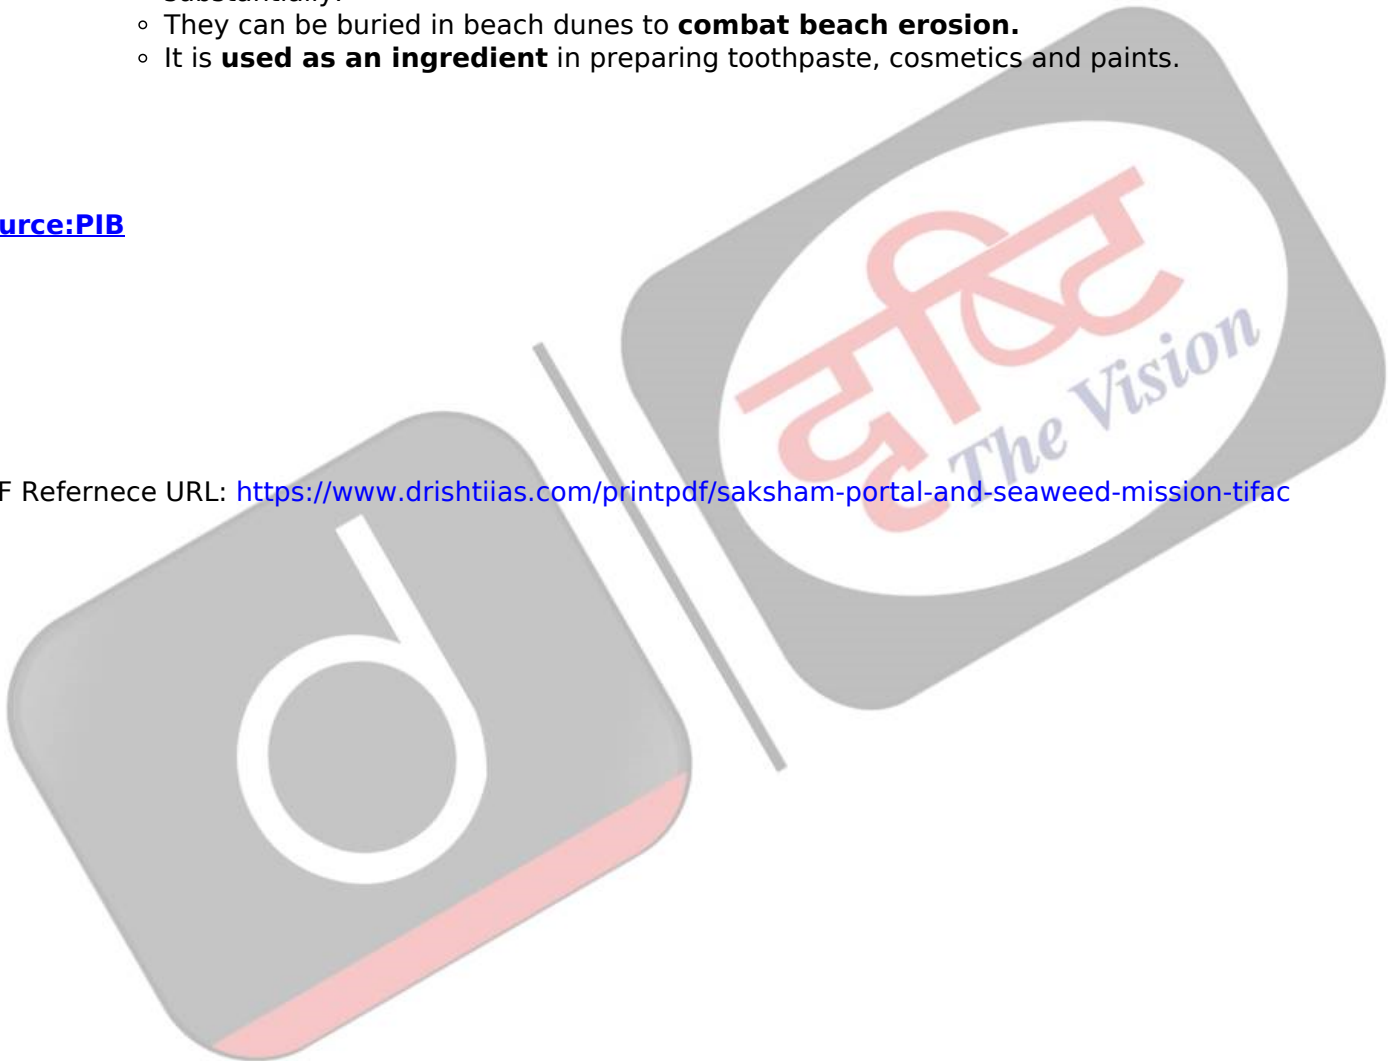 ◦ They can be buried in beach dunes to combat beach erosion.
◦ It is used as an ingredient in preparing toothpaste, cosmetics and paints.
urce:PIB
F Refernece URL: https://www.drishtiias.com/printpdf/saksham-portal-and-seaweed-mission-tifac
दृष्टि
The Vision
d